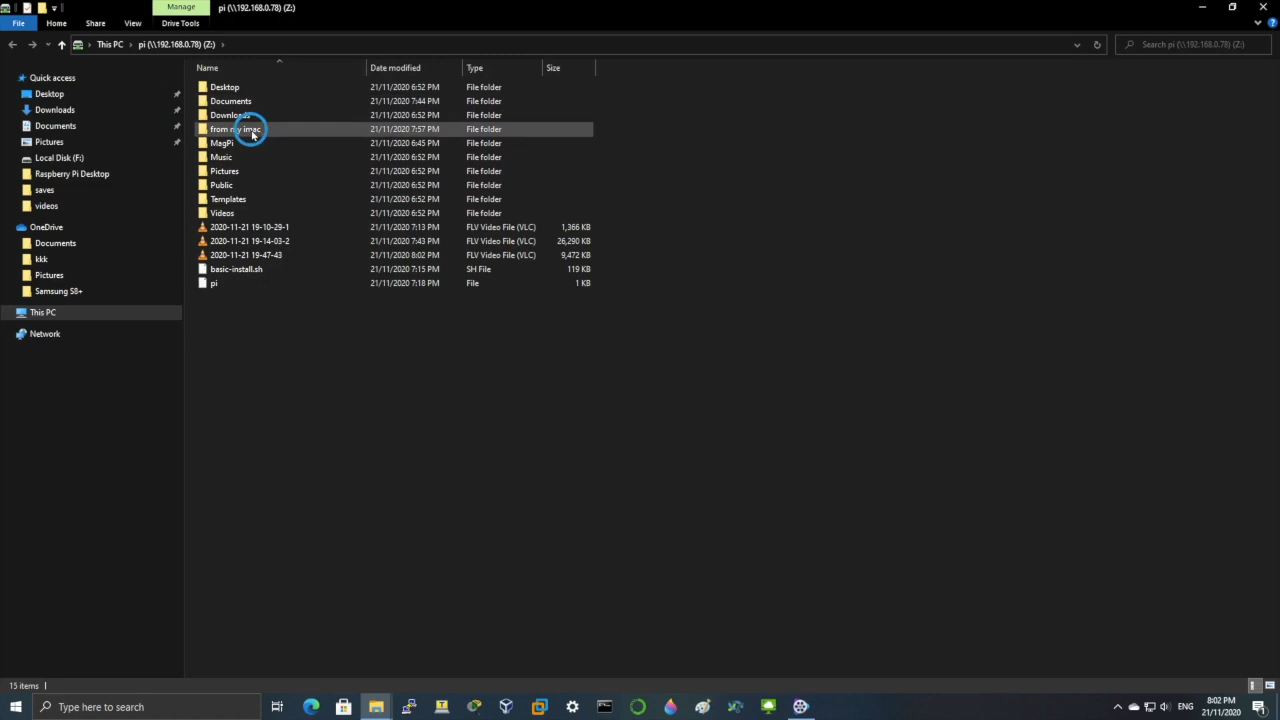 Manage
pi (\\192.168.0.78) (Z:)
File
Home
Share
View
Drive Tools
This PC
pi (\\192.168.0.78) (Z:)
Search pi (\\192.168.0.78) (Z:)
Name
Date modified
Type
Size
Quick access
Desktop
Downloads
Documents
Pictures
Local Disk (F:)
Raspberry Pi Desktop
saves
videos
OneDrive
Documents
kkk
Pictures
Samsung S8+
This PC
Network
Desktop 21/11/2020 6:52 PM File folder
Documents 21/11/2020 7:44 PM File folder
Downloads 21/11/2020 6:52 PM File folder
from my imac 21/11/2020 7:57 PM File folder
MagPi 21/11/2020 6:45 PM File folder
Music 21/11/2020 6:52 PM File folder
Pictures 21/11/2020 6:52 PM File folder
Public 21/11/2020 6:52 PM File folder
Templates 21/11/2020 6:52 PM File folder
Videos 21/11/2020 6:52 PM File folder
2020-11-21 19-10-29-1 21/11/2020 7:13 PM FLV Video File (VLC) 1,366 KB
2020-11-21 19-14-03-2 21/11/2020 7:43 PM FLV Video File (VLC) 26,290 KB
2020-11-21 19-47-43 21/11/2020 8:02 PM FLV Video File (VLC) 9,472 KB
basic-install.sh 21/11/2020 7:15 PM SH File 119 KB
pi 21/11/2020 7:18 PM File 1 KB
15 items
Type here to search
ENG
8:02 PM
21/11/2020